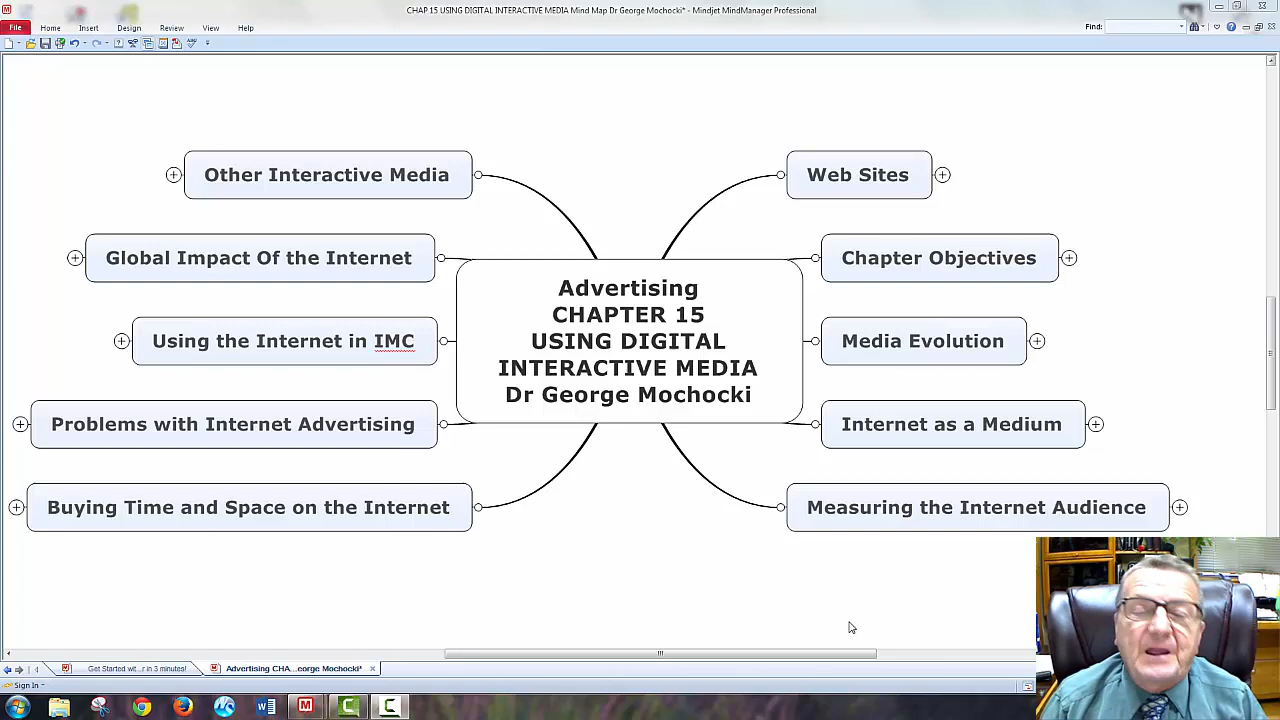 CHAP 15 USING DIGITAL INTERACTIVE MEDIA Mind Map Dr George Mochocki* - Mindjet MindManager Professional
File Home Insert Design Review View Help Find:
Other Interactive Media
Web Sites
Global Impact Of the Internet
Chapter Objectives
Advertising
CHAPTER 15
USING DIGITAL
INTERACTIVE MEDIA
Dr George Mochocki
Using the Internet in IMC
Media Evolution
Problems with Internet Advertising
Internet as a Medium
Buying Time and Space on the Internet
Measuring the Internet Audience
Get Started wit...r in 3 minutes!
Advertising CHA...eorge Mochocki*
Sign In